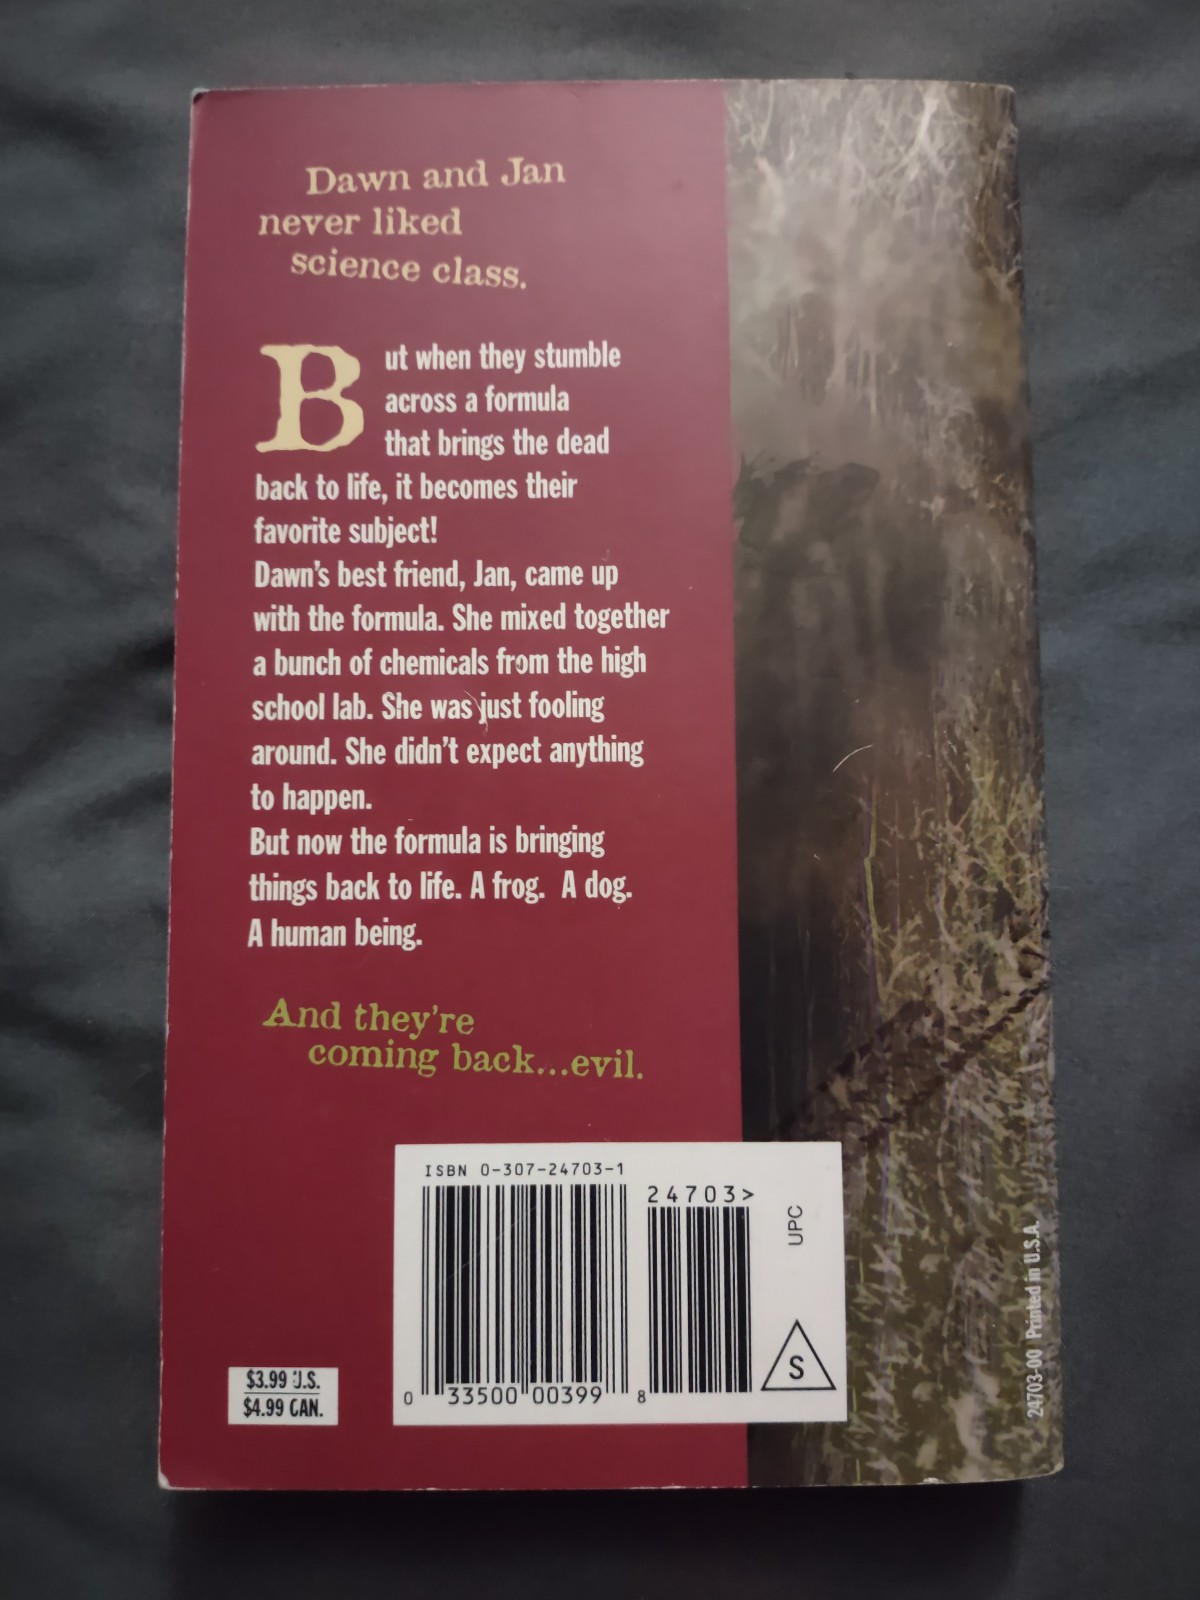 Dawn and Jan
never liked
science class.
But when they stumble
across a formula
that brings the dead
back to life, it becomes their
favorite subject!
Dawn's best friend, Jan, came up
with the formula. She mixed together
a bunch of chemicals from the high
school lab. She was just fooling
around. She didn't expect anything
to happen.
But now the formula is bringing
things back to life. A frog. A dog.
A human being.
And they're
coming back...evil.
ISBN 0-307-24703-1
24703>
UPC
S
0 33500 00399 8
$3.99 U.S.
$4.99 CAN.
24703-00 Printed in U.S.A.